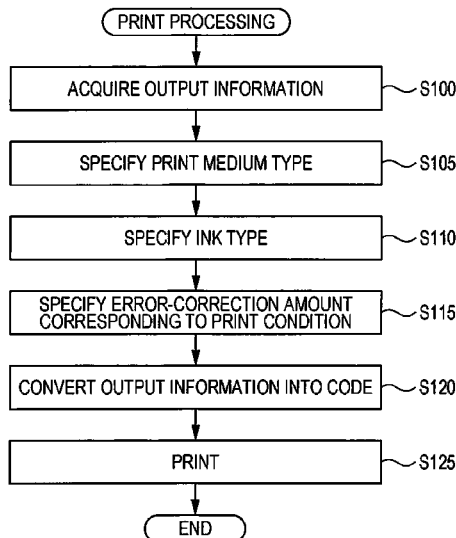 PRINT PROCESSING
ACQUIRE OUTPUT INFORMATION
S100
SPECIFY PRINT MEDIUM TYPE
S105
SPECIFY INK TYPE
S110
SPECIFY ERROR-CORRECTION AMOUNT
CORRESPONDING TO PRINT CONDITION
S115
CONVERT OUTPUT INFORMATION INTO CODE
S120
PRINT
S125
END